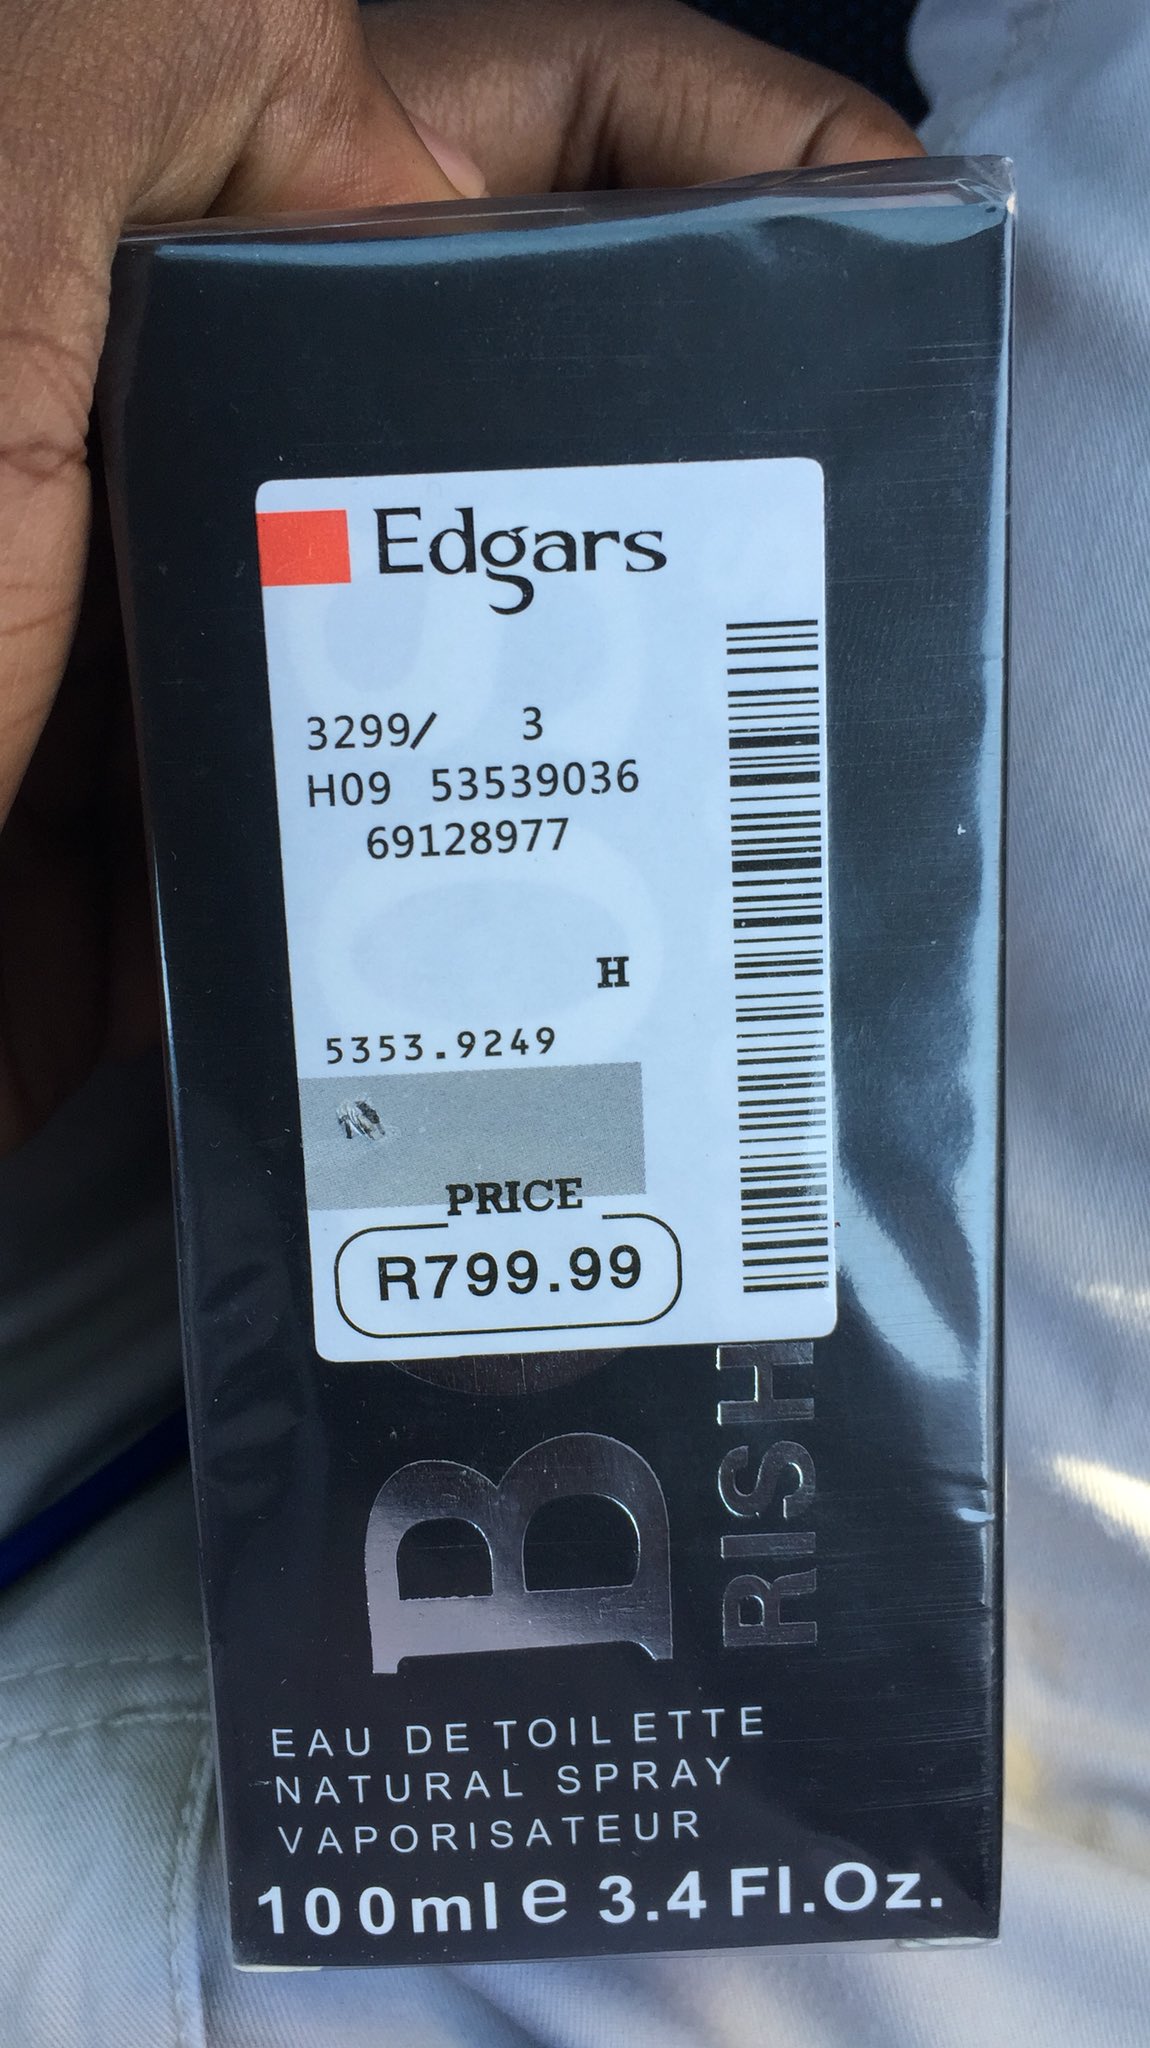 Edgars
3299/ 3
H09 53539036
69128977
H
5353.9249
PRICE
R799.99
B
RISH
EAU DE TOILETTE
NATURAL SPRAY
VAPORISATEUR
100ml e 3.4 Fl.Oz.